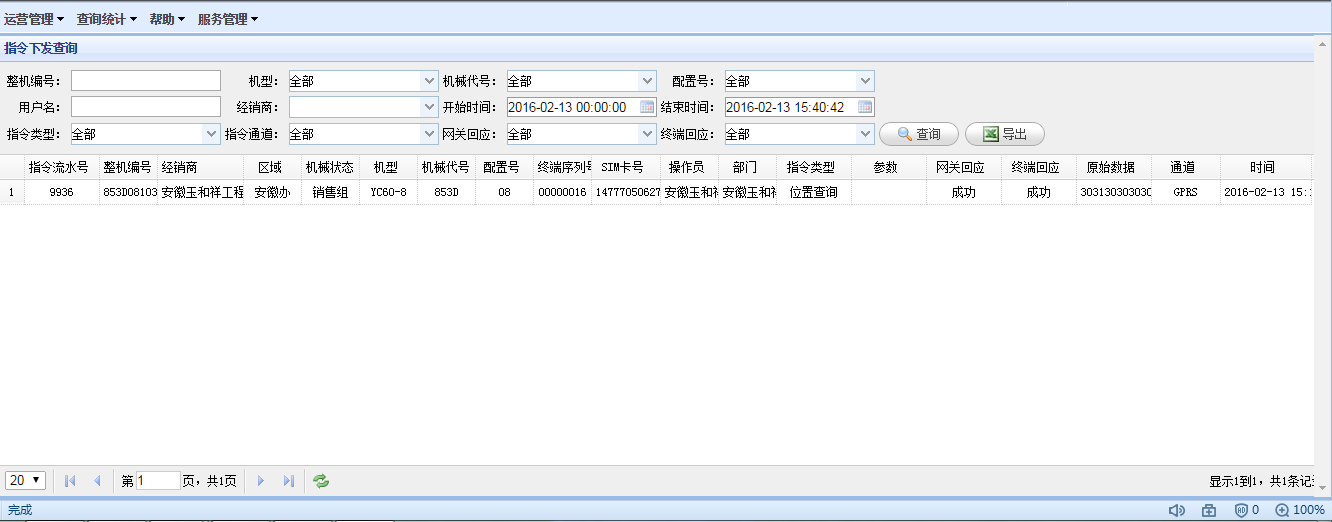 运营管理 查询统计 帮助 服务管理
指令下发查询
整机编号： 机型： 全部 机械代号： 全部 配置号： 全部
用户名： 经销商： 开始时间： 2016-02-13 00:00:00 结束时间： 2016-02-13 15:40:42
指令类型： 全部 指令通道： 全部 网关回应： 全部 终端回应： 全部 查询 导出
指令流水号 整机编号 经销商 区域 机械状态 机型 机械代号 配置号 终端序列号 SIM卡号 操作员 部门 指令类型 参数 网关回应 终端回应 原始数据 通道 时间
1 9936 853D08103 安徽玉和祥工程 安徽办 销售组 YC60-8 853D 08 00000016 14777050627 安徽玉和祥 安徽玉和祥 位置查询 成功 成功 303130303030 GPRS 2016-02-13 15:
20 第 1 页，共1页 显示1到1，共1条记录
完成 0 100%